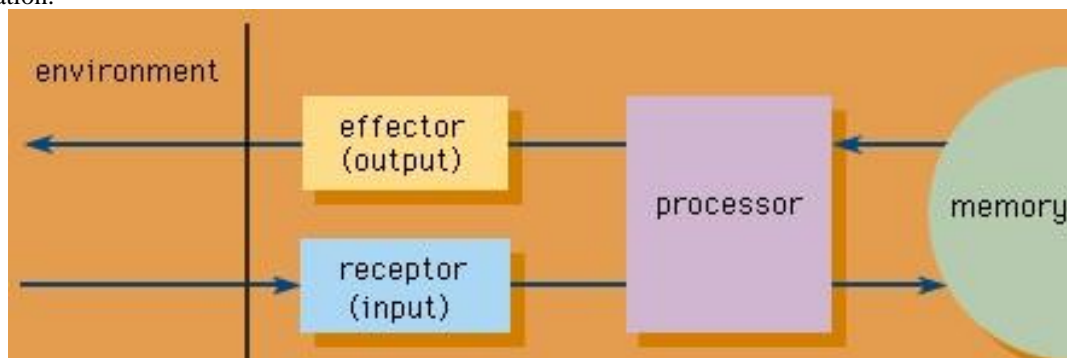 environment
effector
(output)
processor
memory
receptor
(input)